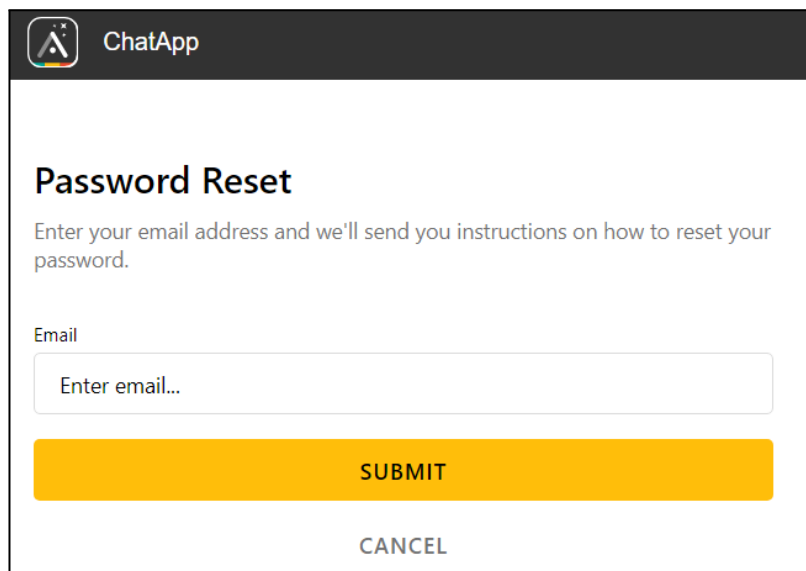 ChatApp
Password Reset
Enter your email address and we'll send you instructions on how to reset your
password.
Email
Enter email...
SUBMIT
CANCEL